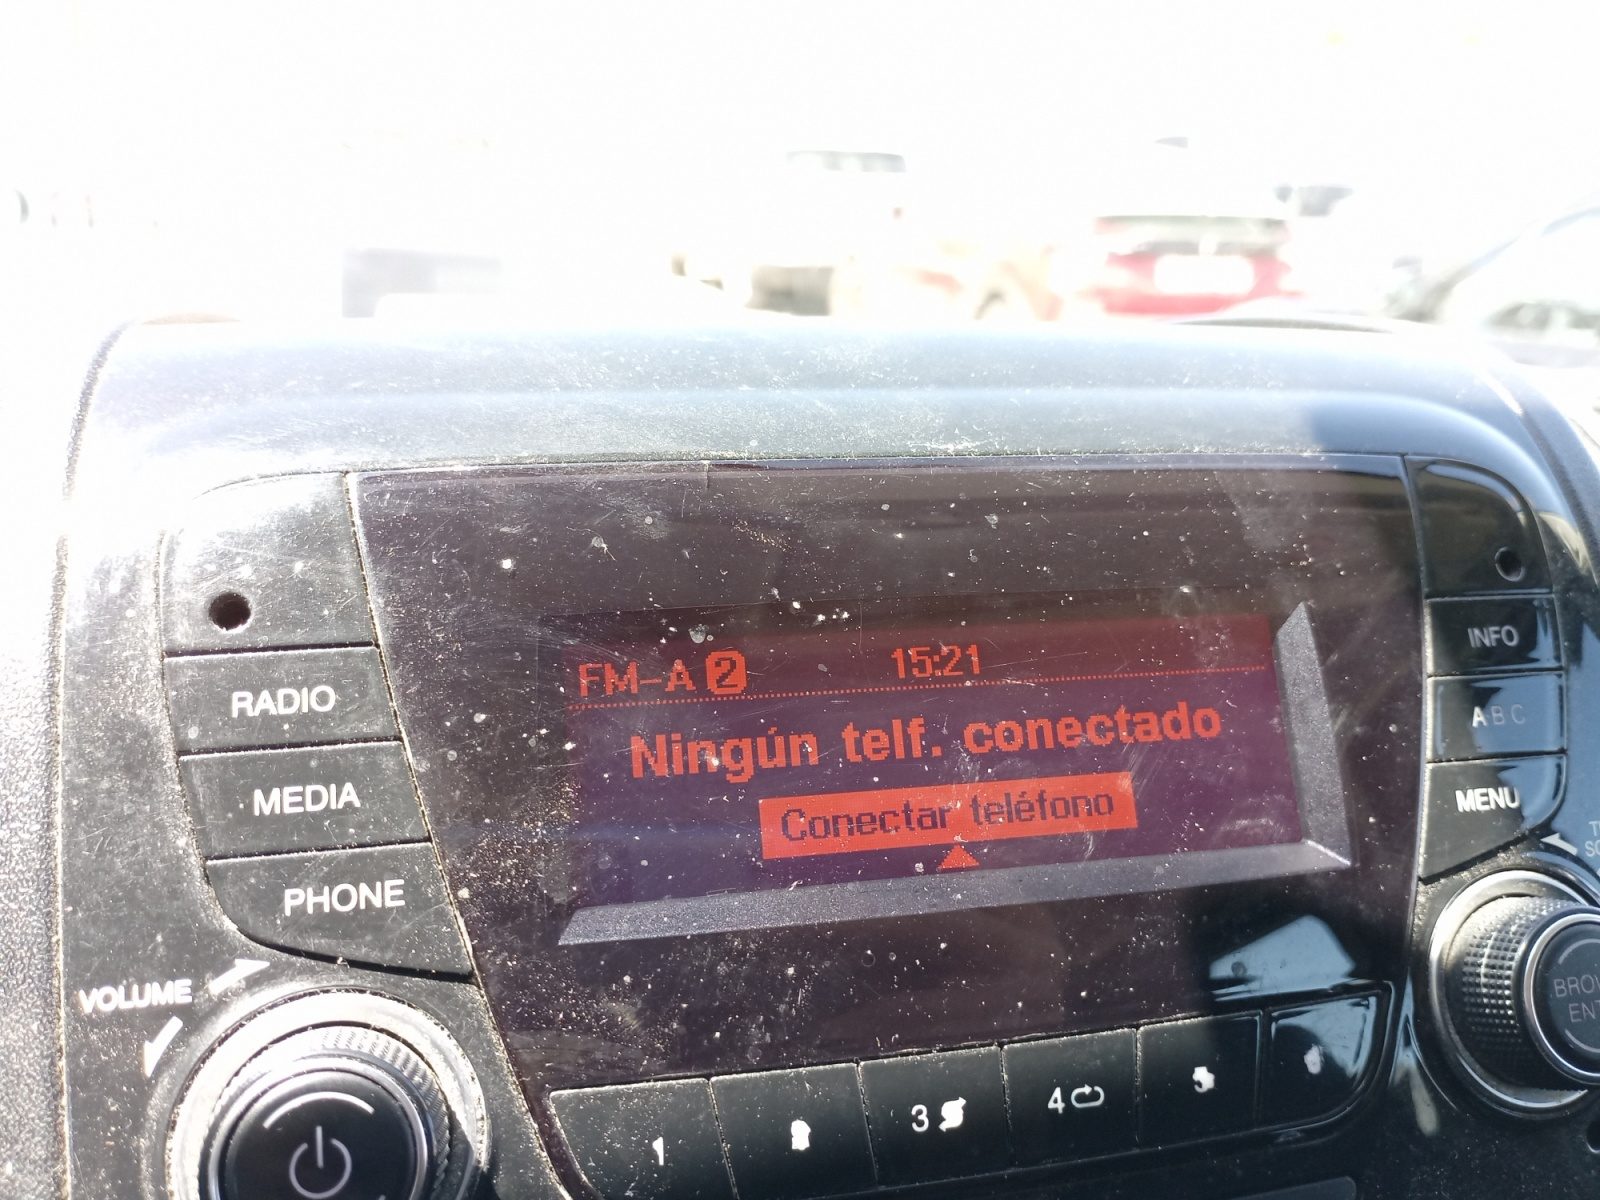 FM-A 2 15:21
Ningún telf. conectado
Conectar teléfono
RADIO
MEDIA
PHONE
VOLUME
INFO
ABC
MENU
1
3
4
5